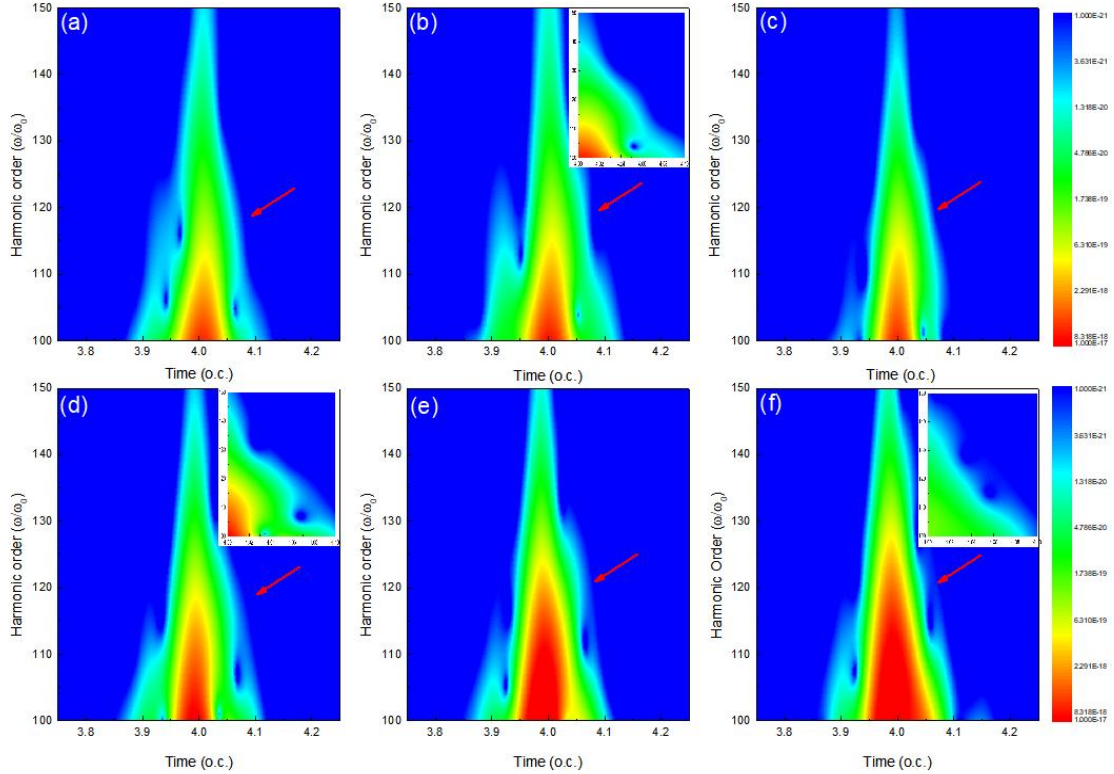 (a)
150
140
130
120
110
100
Harmonic order (ω/ω0)
3.8
3.9
4.0
4.1
4.2
Time (o.c.)
(b)
150
140
130
120
110
100
Harmonic order (ω/ω0)
3.8
3.9
4.0
4.1
4.2
Time (o.c.)
(c)
150
140
130
120
110
100
Harmonic order (ω/ω0)
3.8
3.9
4.0
4.1
4.2
Time (o.c.)
1.000E-21
3.631E-21
1.318E-20
4.786E-20
1.738E-19
6.310E-19
2.291E-18
8.318E-18
1.000E-17
(d)
150
140
130
120
110
100
Harmonic order (ω/ω0)
3.8
3.9
4.0
4.1
4.2
Time (o.c.)
(e)
150
140
130
120
110
100
Harmonic order (ω/ω0)
3.8
3.9
4.0
4.1
4.2
Time (o.c.)
(f)
150
140
130
120
110
100
Harmonic Order (ω/ω0)
3.8
3.9
4.0
4.1
4.2
Time (o.c.)
1.000E-21
3.631E-21
1.318E-20
4.786E-20
1.738E-19
6.310E-19
2.291E-18
8.318E-18
1.000E-17